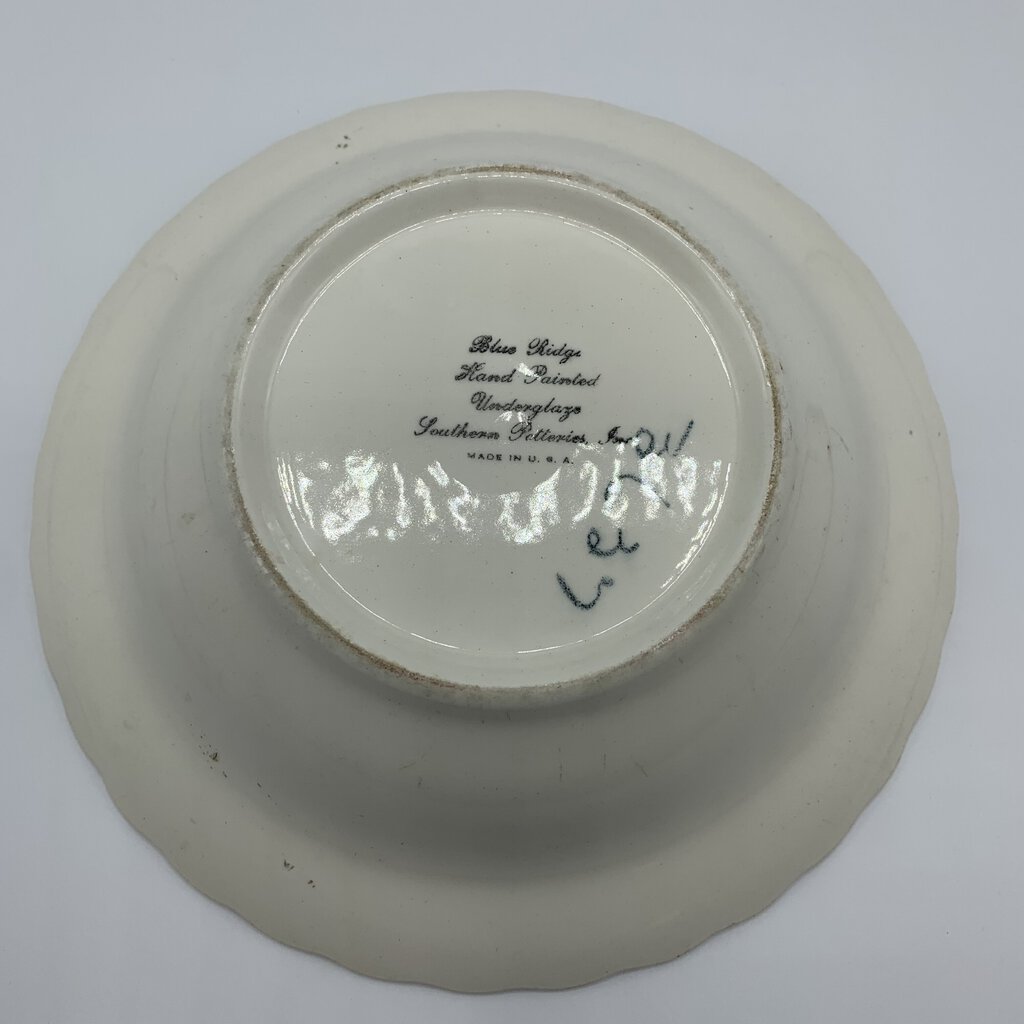 Blue Ridge
Hand Painted
Underglaze
Southern Potteries, Inc.
MADE IN U. S. A.